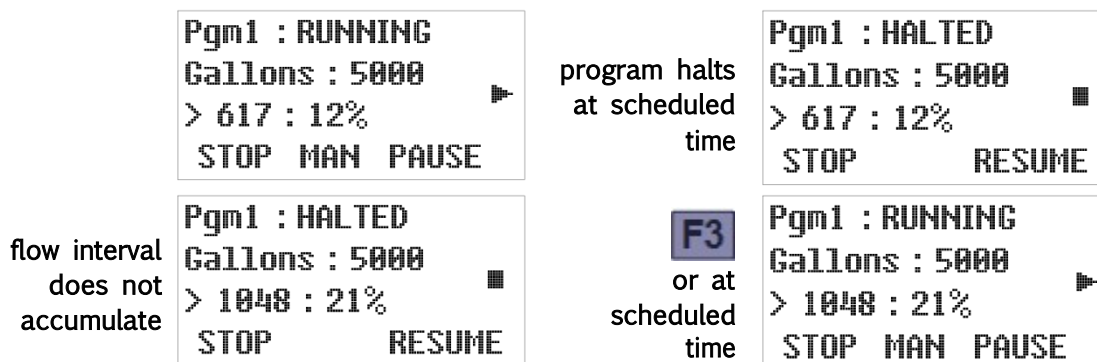 Pgm1 : RUNNING
Gallons : 5000
> 617 : 12%
STOP MAN PAUSE
program halts
at scheduled
time
Pgm1 : HALTED
Gallons : 5000
> 617 : 12%
STOP RESUME
flow interval
does not
accumulate
Pgm1 : HALTED
Gallons : 5000
> 1048 : 21%
STOP RESUME
F3
or at
scheduled
time
Pgm1 : RUNNING
Gallons : 5000
> 1048 : 21%
STOP MAN PAUSE